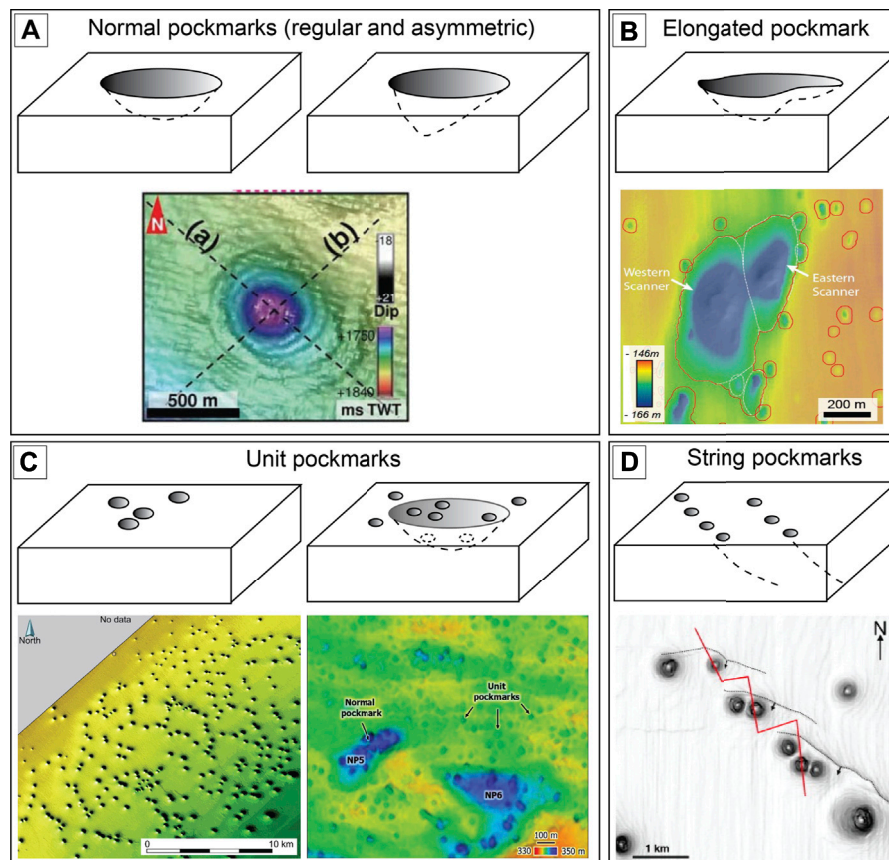 A
Normal pockmarks (regular and asymmetric)
N
(a)
(b)
-18
+21
Dip
+1750
+1840
ms TWT
500 m
B
Elongated pockmark
Western
Scanner
Eastern
Scanner
- 146m
- 166 m
200 m
C
Unit pockmarks
North
No data
0
10 km
Normal
pockmark
Unit
pockmarks
NP5
NP6
100 m
330
350 m
D
String pockmarks
N
1 km